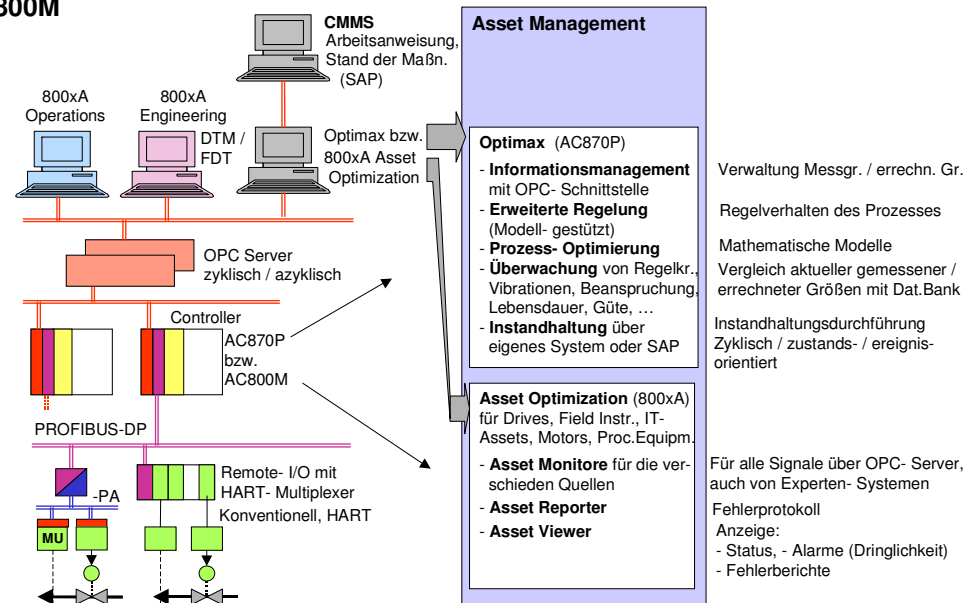 800M
CMMS
Arbeitsanweisung,
Stand der Maßn.
(SAP)
800xA
Operations
800xA
Engineering
DTM /
FDT
Optimax bzw.
800xA Asset
Optimization
OPC Server
zyklisch / azyklisch
Controller
AC870P
bzw.
AC800M
PROFIBUS-DP
-PA
Remote- I/O mit
HART- Multiplexer
Konventionell, HART
MU
Asset Management
Optimax (AC870P)
- Informationsmanagement
mit OPC- Schnittstelle
- Erweiterte Regelung
(Modell- gestützt)
- Prozess- Optimierung
- Überwachung von Regelkr.,
Vibrationen, Beanspruchung,
Lebensdauer, Güte, …
- Instandhaltung über
eigenes System oder SAP
Asset Optimization (800xA)
für Drives, Field Instr., IT-
Assets, Motors, Proc.Equipm.
- Asset Monitore für die ver-
schieden Quellen
- Asset Reporter
- Asset Viewer
Verwaltung Messgr. / errechn. Gr.
Regelverhalten des Prozesses
Mathematische Modelle
Vergleich aktueller gemessener /
errechneter Größen mit Dat.Bank
Instandhaltungsdurchführung
Zyklisch / zustands- / ereignis-
orientiert
Für alle Signale über OPC- Server,
auch von Experten- Systemen
Fehlerprotokoll
Anzeige:
- Status, - Alarme (Dringlichkeit)
- Fehlerberichte